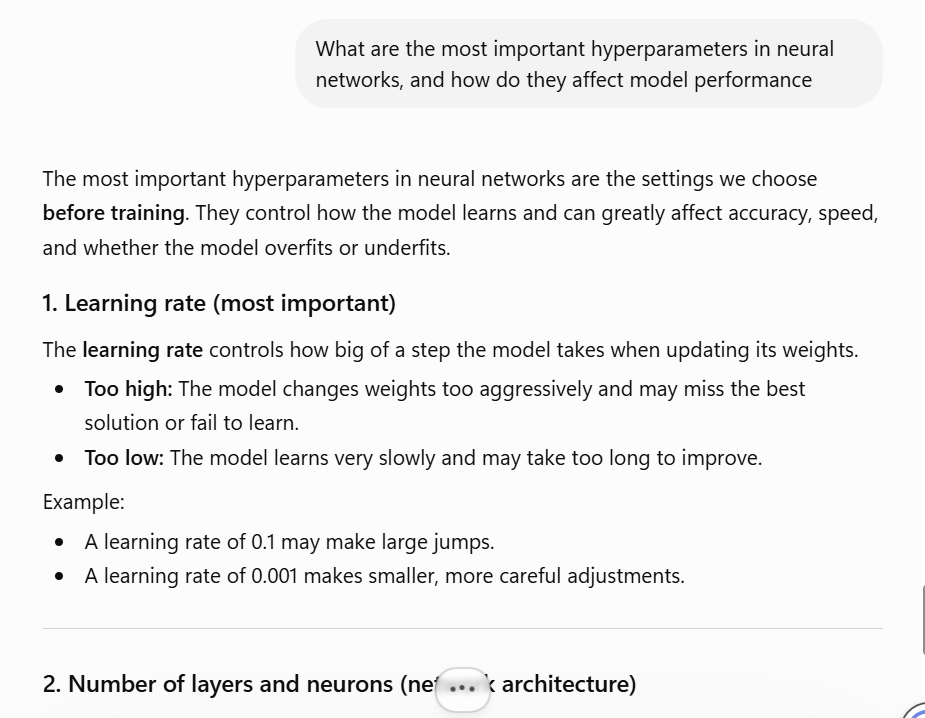 What are the most important hyperparameters in neural
networks, and how do they affect model performance
The most important hyperparameters in neural networks are the settings we choose
before training. They control how the model learns and can greatly affect accuracy, speed,
and whether the model overfits or underfits.
1. Learning rate (most important)
The learning rate controls how big of a step the model takes when updating its weights.
• Too high: The model changes weights too aggressively and may miss the best
solution or fail to learn.
• Too low: The model learns very slowly and may take too long to improve.
Example:
• A learning rate of 0.1 may make large jumps.
• A learning rate of 0.001 makes smaller, more careful adjustments.
2. Number of layers and neurons (architecture)